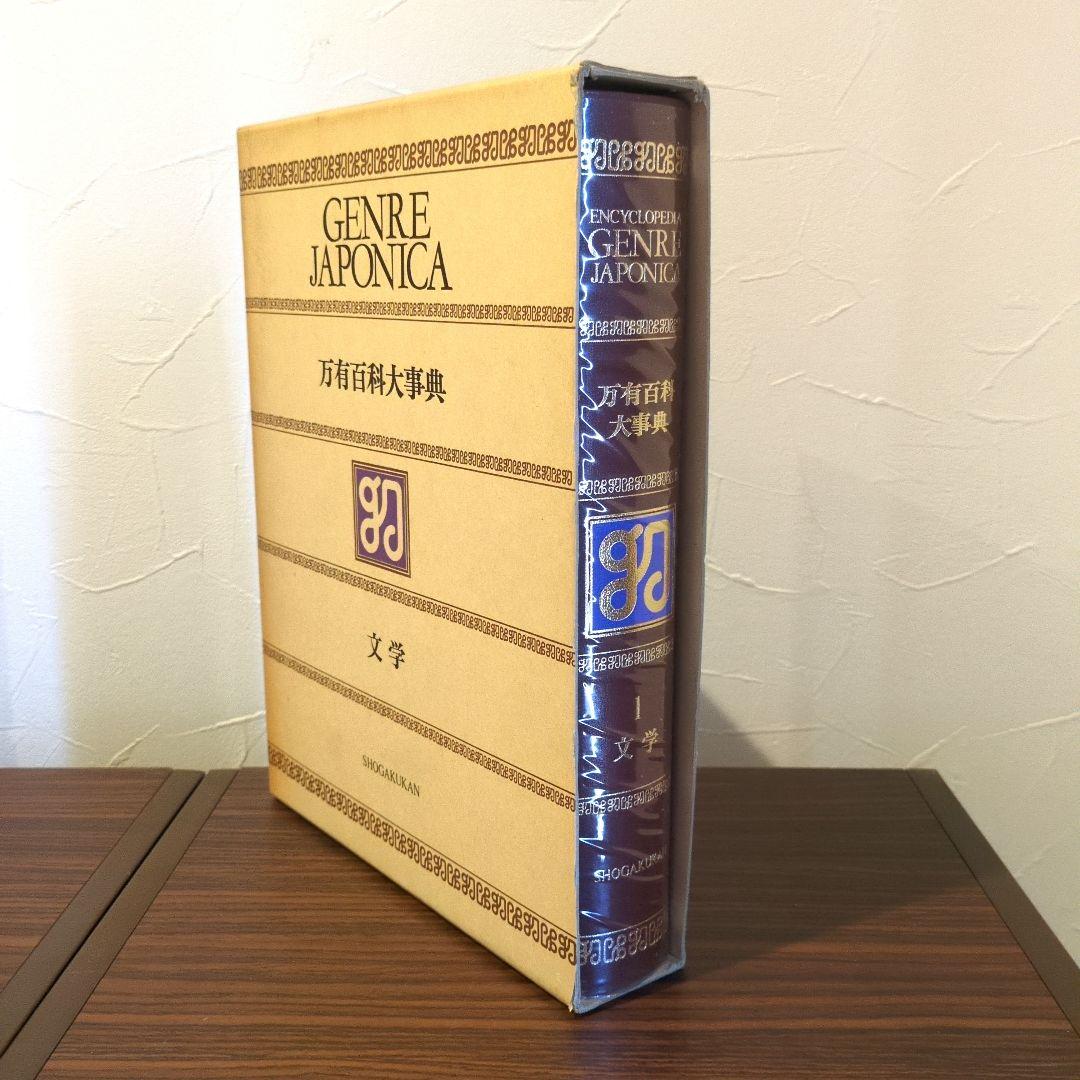 GENRE
JAPONICA
万有百科大事典
文学
SHOGAKUKAN
ENCYCLOPEDIA
GENRE
JAPONICA
万有百科
大事典
1
文学
SHOGAKUKAN